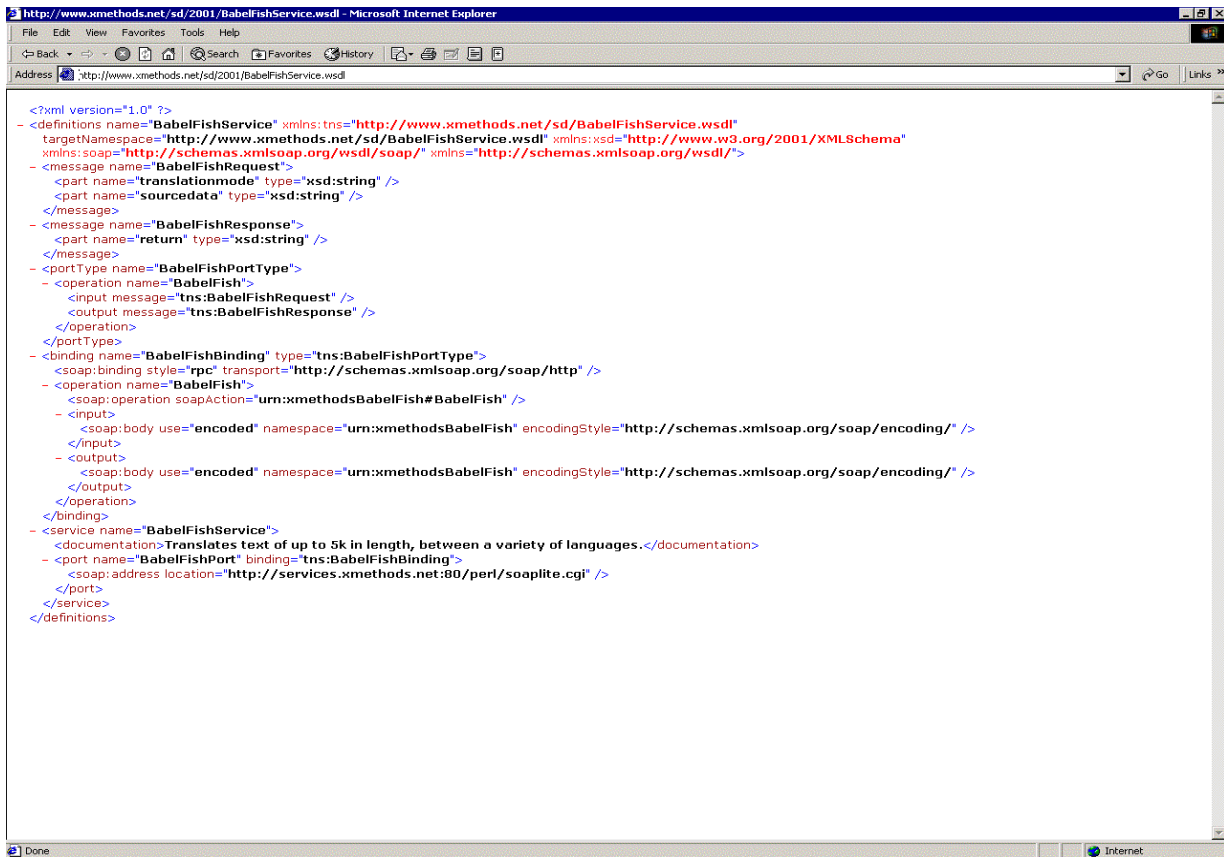 http://www.xmethods.net/sd/2001/BabelFishService.wsdl - Microsoft Internet Explorer
File Edit View Favorites Tools Help
Back Search Favorites History
Address http://www.xmethods.net/sd/2001/BabelFishService.wsdl Go Links »
<?xml version="1.0" ?>
- <definitions name="BabelFishService" xmlns:tns="http://www.xmethods.net/sd/BabelFishService.wsdl"
targetNamespace="http://www.xmethods.net/sd/BabelFishService.wsdl" xmlns:xsd="http://www.w3.org/2001/XMLSchema"
xmlns:soap="http://schemas.xmlsoap.org/wsdl/soap/" xmlns="http://schemas.xmlsoap.org/wsdl/">
- <message name="BabelFishRequest">
<part name="translationmode" type="xsd:string" />
<part name="sourcedata" type="xsd:string" />
</message>
- <message name="BabelFishResponse">
<part name="return" type="xsd:string" />
</message>
- <portType name="BabelFishPortType">
- <operation name="BabelFish">
<input message="tns:BabelFishRequest" />
<output message="tns:BabelFishResponse" />
</operation>
</portType>
- <binding name="BabelFishBinding" type="tns:BabelFishPortType">
<soap:binding style="rpc" transport="http://schemas.xmlsoap.org/soap/http" />
- <operation name="BabelFish">
<soap:operation soapAction="urn:xmethodsBabelFish#BabelFish" />
- <input>
<soap:body use="encoded" namespace="urn:xmethodsBabelFish" encodingStyle="http://schemas.xmlsoap.org/soap/encoding/" />
</input>
- <output>
<soap:body use="encoded" namespace="urn:xmethodsBabelFish" encodingStyle="http://schemas.xmlsoap.org/soap/encoding/" />
</output>
</operation>
</binding>
- <service name="BabelFishService">
<documentation>Translates text of up to 5k in length, between a variety of languages.</documentation>
- <port name="BabelFishPort" binding="tns:BabelFishBinding">
<soap:address location="http://services.xmethods.net:80/perl/soaplite.cgi" />
</port>
</service>
</definitions>
Done Internet